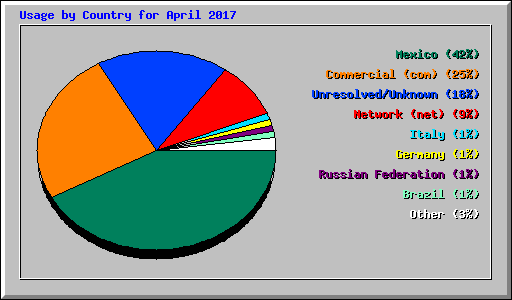 Usage by Country for April 2017
Mexico (42%)
Commercial (com) (25%)
Unresolved/Unknown (18%)
Network (net) (9%)
Italy (1%)
Germany (1%)
Russian Federation (1%)
Brazil (1%)
Other (3%)